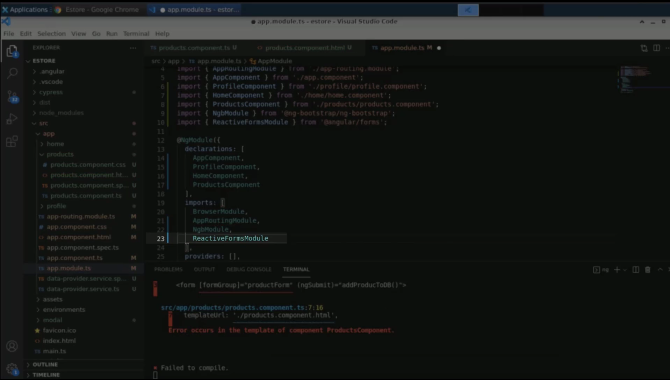 Applications
Estore - Google Chrome
app.module.ts - estor...
app.module.ts - estore - Visual Studio Code
File Edit Selection View Go Run Terminal Help
EXPLORER
products.component.ts U
products.component.html U
app.module.ts M
src > app > app.module.ts > AppModule
ESTORE
.angular
.vscode
cypress
dist
node_modules
src
app
home
products
products.component.css U
products.component.ht... U
products.component.sp... U
products.component.ts U
profile
app-routing.module.ts M
app.component.css M
app.component.html M
app.component.spec.ts
app.component.ts M
app.module.ts M
data-provider.service.sp... U
data-provider.service.ts U
assets
environments
modal
favicon.ico
index.html
main.ts
OUTLINE
TIMELINE
4 import { AppRoutingModule } from './app-routing.module';
5 import { AppComponent } from './app.component';
6 import { ProfileComponent } from './profile/profile.component';
7 import { HomeComponent } from './home/home.component';
8 import { ProductsComponent } from './products/products.component';
9 import { NgbModule } from '@ng-bootstrap/ng-bootstrap';
10 import { ReactiveFormsModule } from '@angular/forms';
11
12 @NgModule({
13 declarations: [
14 AppComponent,
15 ProfileComponent,
16 HomeComponent,
17 ProductsComponent
18 ],
19 imports: [
20 BrowserModule,
21 AppRoutingModule,
22 NgbModule,
23 ReactiveFormsModule
24 ],
25 providers: [],
PROBLEMS OUTPUT DEBUG CONSOLE TERMINAL
<form [formGroup]="productForm" (ngSubmit)="addProducToDB()">
src/app/products/products.component.ts:7:16
templateUrl: './products.component.html',
Error occurs in the template of component ProductsComponent.
× Failed to compile.